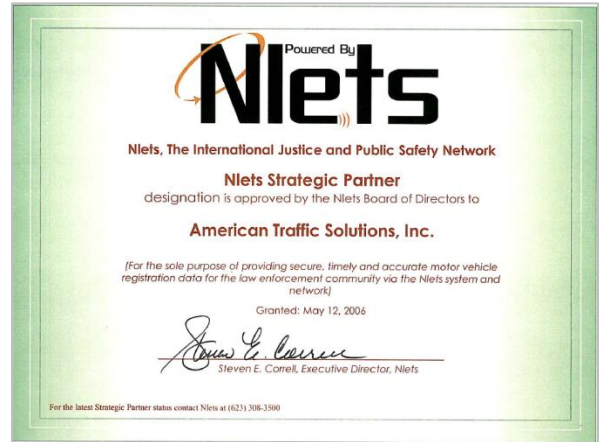 Powered By
Nlets
Nlets, The International Justice and Public Safety Network
Nlets Strategic Partner
designation is approved by the Nlets Board of Directors to
American Traffic Solutions, Inc.
(For the sole purpose of providing secure, timely and accurate motor vehicle
registration data for the law enforcement community via the Nlets system and
network)
Granted: May 12, 2006
Steven E. Correll
Steven E. Correll, Executive Director, Nlets
For the latest Strategic Partner status contact Nlets at (623) 308-3500